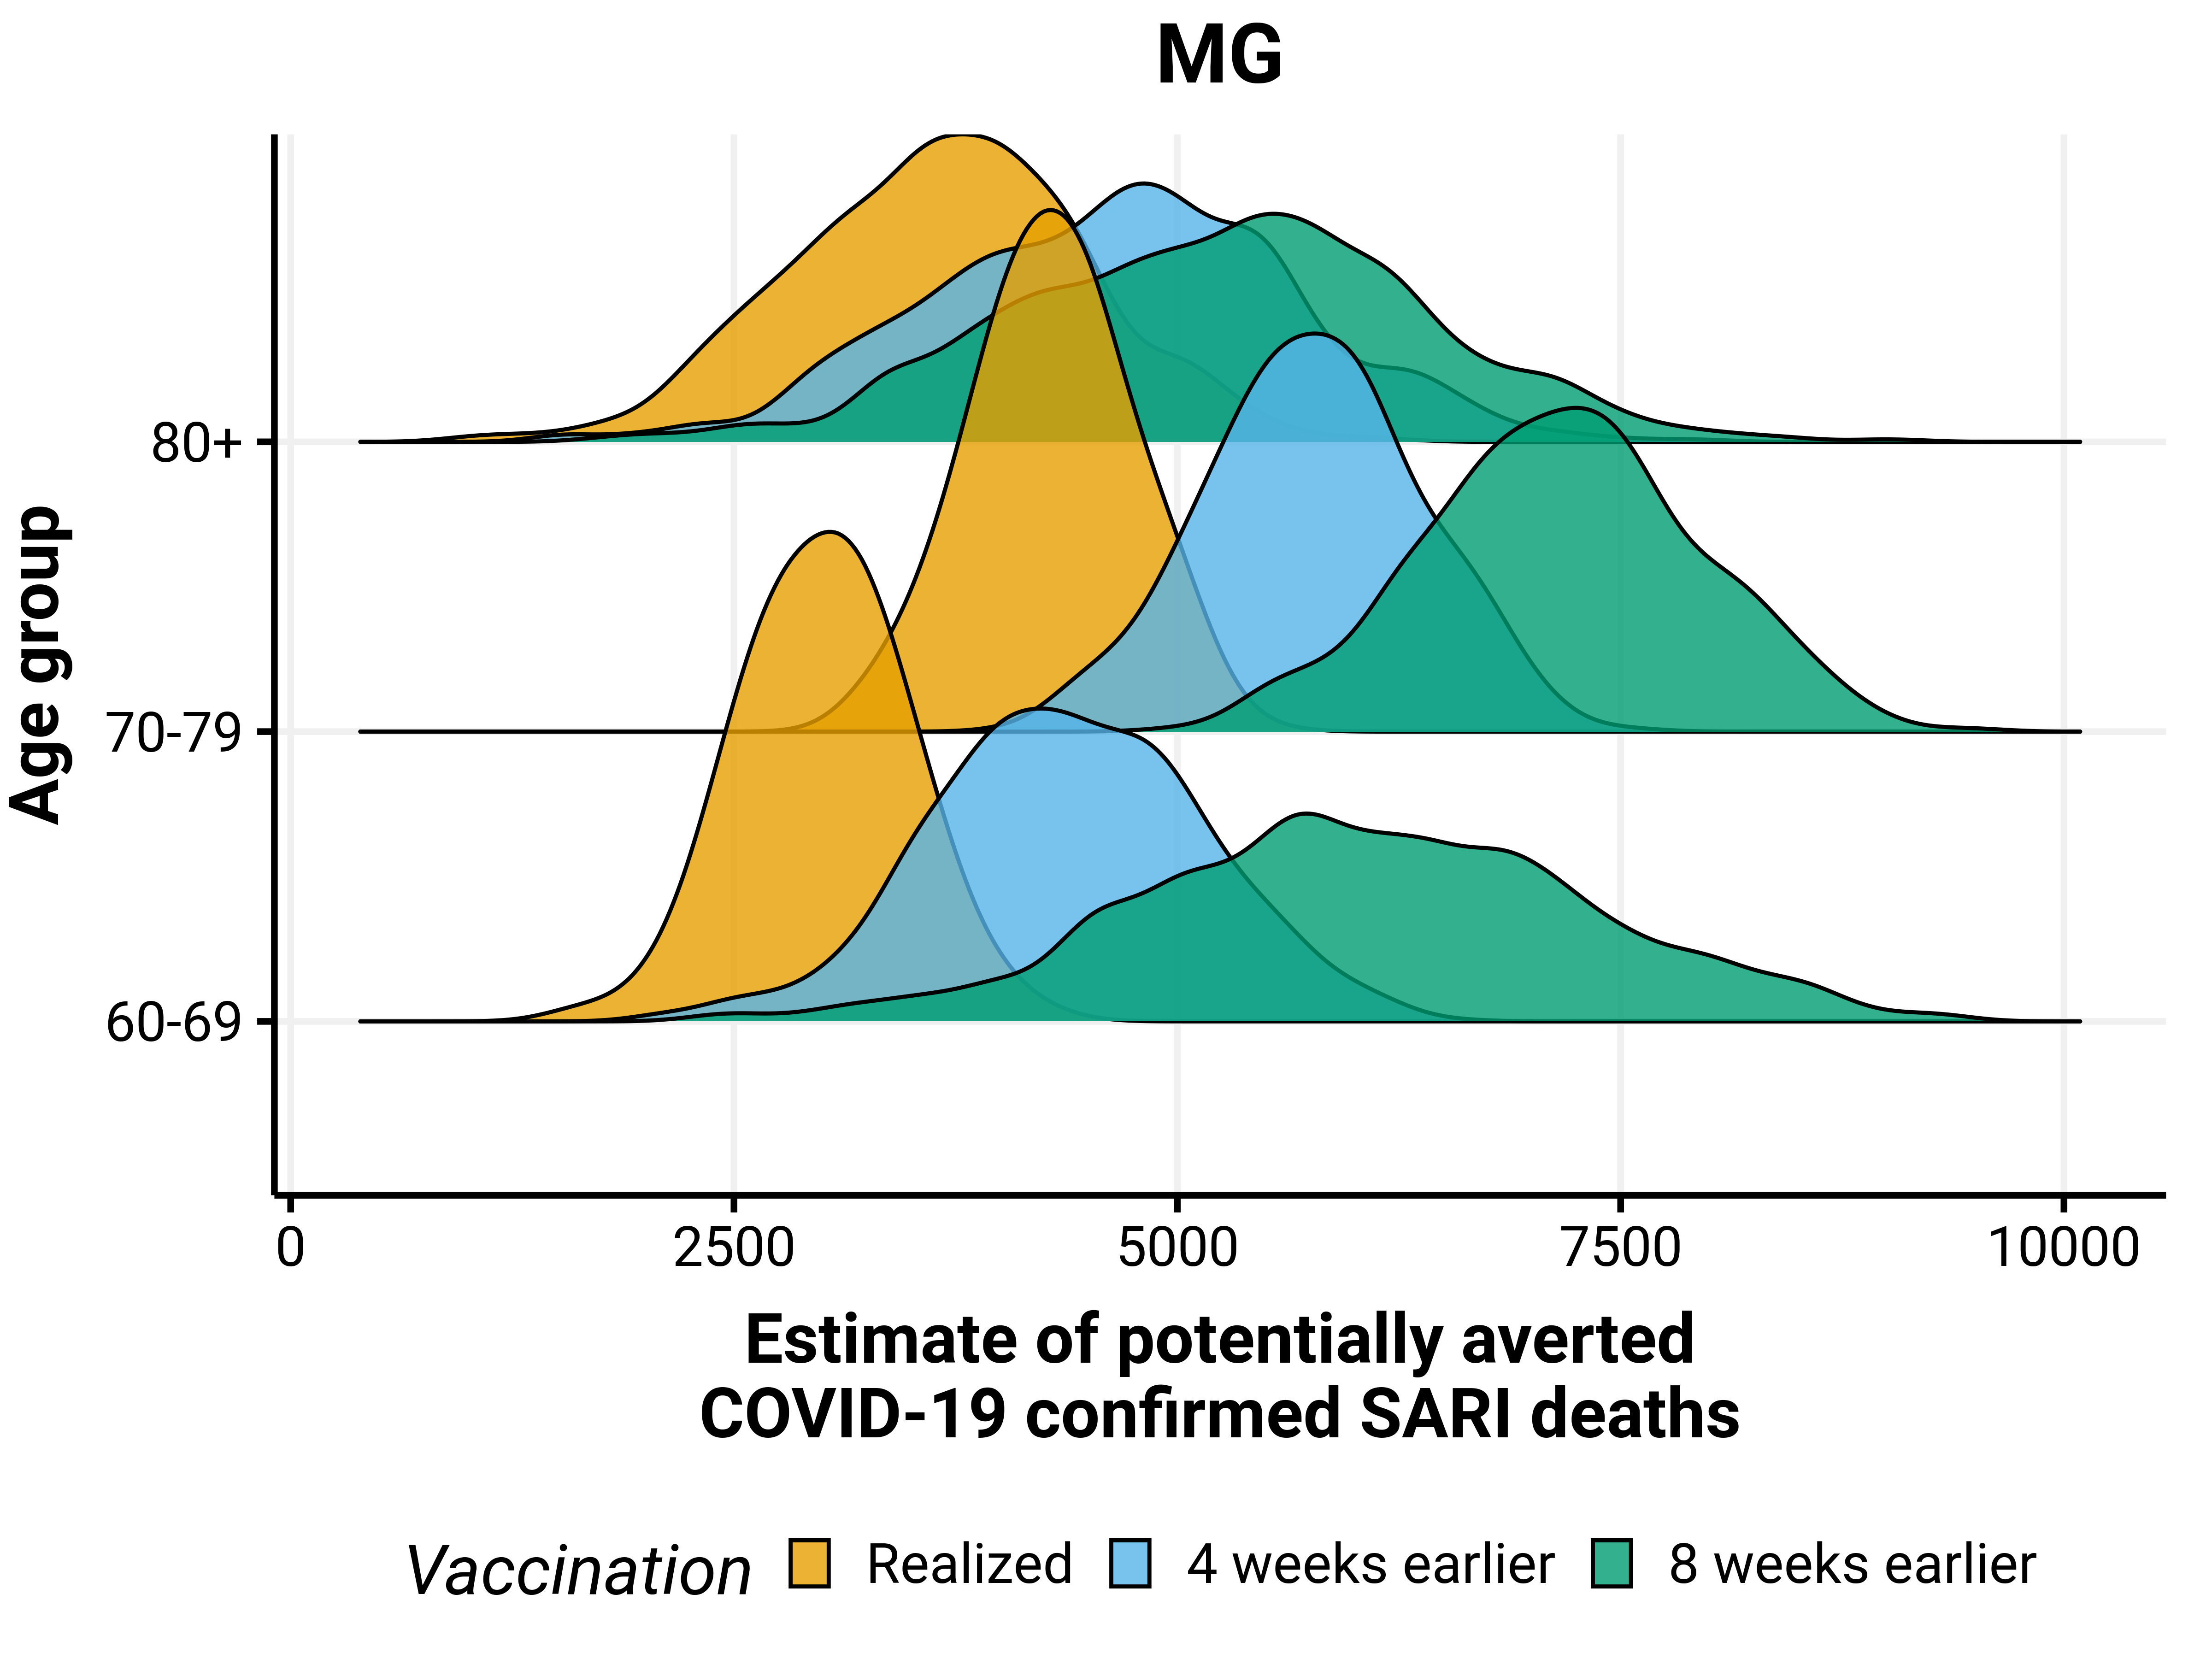 MG
Age group
80+
70-79
60-69
0 2500 5000 7500 10000
Estimate of potentially averted
COVID-19 confirmed SARI deaths
Vaccination Realized 4 weeks earlier 8 weeks earlier